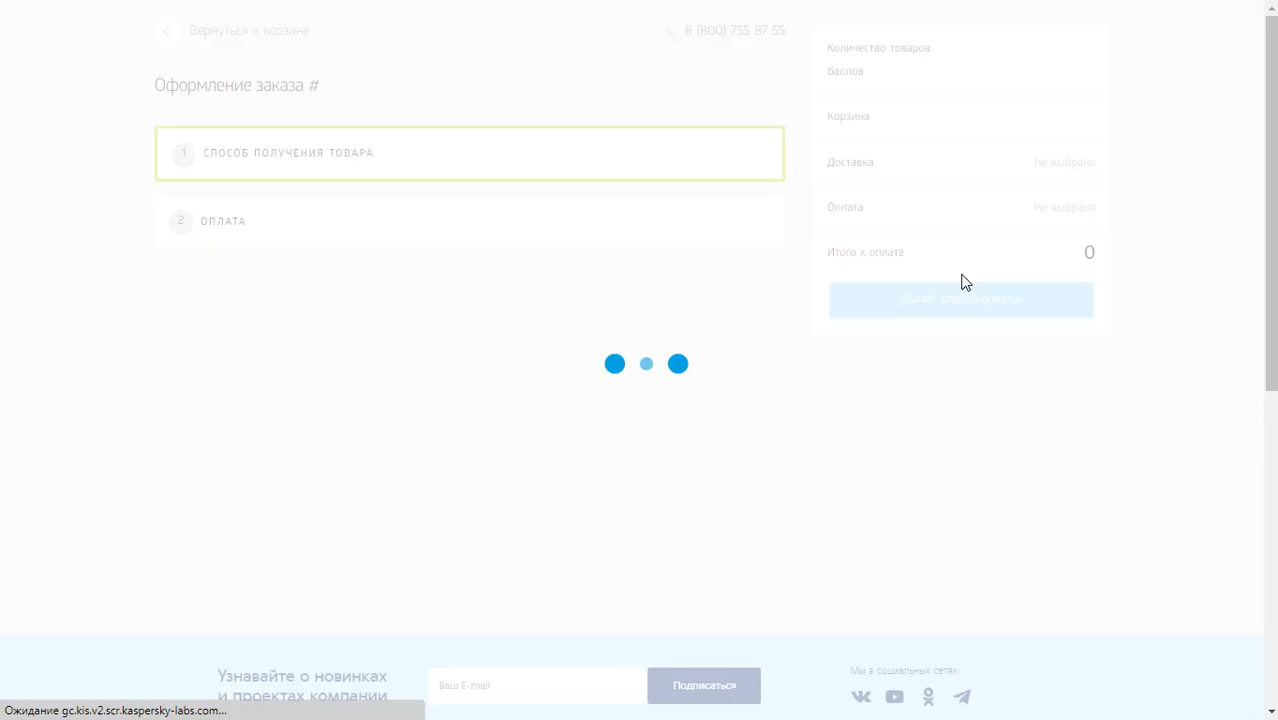 Вернуться к корзине
8 (800) 755 87 55
Оформление заказа #
1 СПОСОБ ПОЛУЧЕНИЯ ТОВАРА
2 ОПЛАТА
Количество товаров
баллов
Корзина
Доставка Не выбрано
Оплата Не выбрано
Итого к оплате 0
Далее: способ оплаты
Узнавайте о новинках
и проектах компании
Ваш E-mail
Подписаться
Мы в социальных сетях:
Ожидание gc.kis.v2.scr.kaspersky-labs.com...